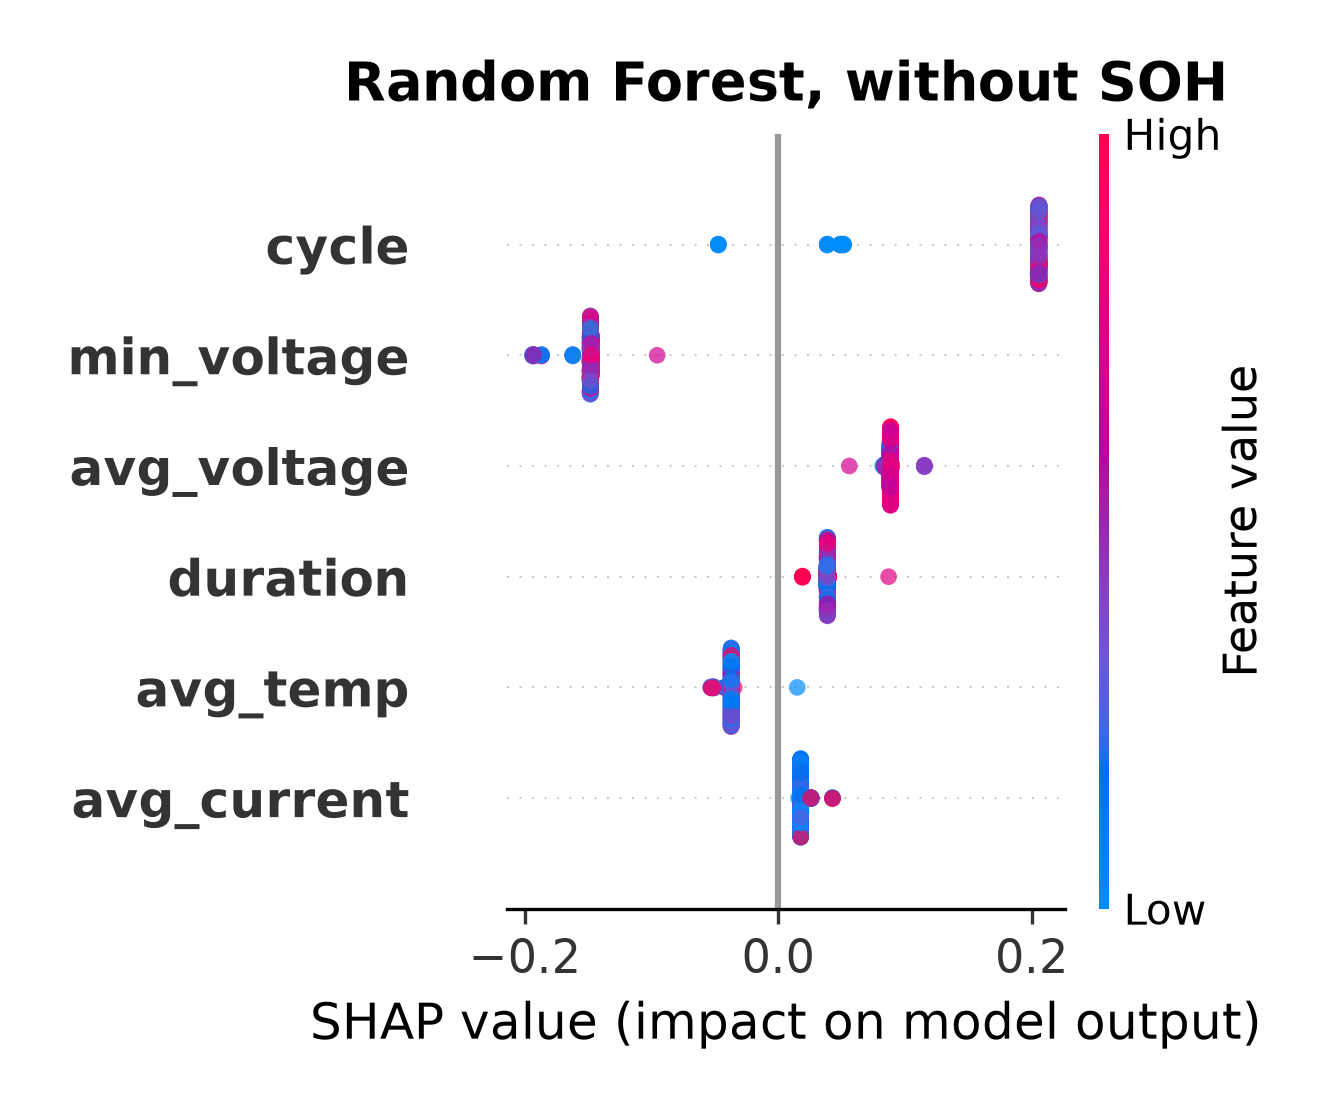 Random Forest, without SOH
High
cycle
min_voltage
avg_voltage
duration
avg_temp
avg_current
Feature value
Low
−0.2 0.0 0.2
SHAP value (impact on model output)